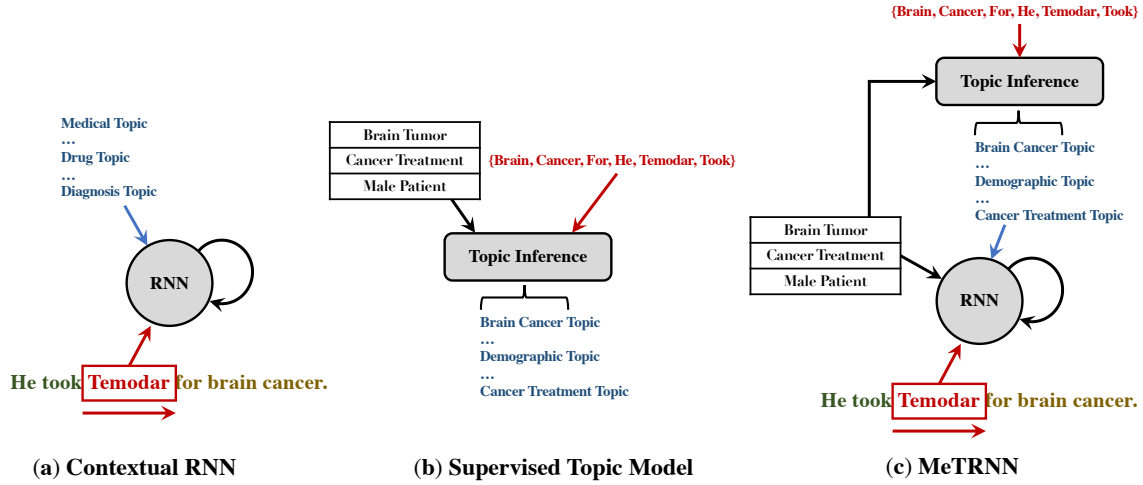 Medical Topic
…
Drug Topic
…
Diagnosis Topic
RNN
He took Temodar for brain cancer.
(a) Contextual RNN
Brain Tumor
Cancer Treatment
Male Patient
{Brain, Cancer, For, He, Temodar, Took}
Topic Inference
Brain Cancer Topic
…
Demographic Topic
…
Cancer Treatment Topic
(b) Supervised Topic Model
{Brain, Cancer, For, He, Temodar, Took}
Topic Inference
Brain Cancer Topic
…
Demographic Topic
…
Cancer Treatment Topic
Brain Tumor
Cancer Treatment
Male Patient
RNN
He took Temodar for brain cancer.
(c) MeTRNN